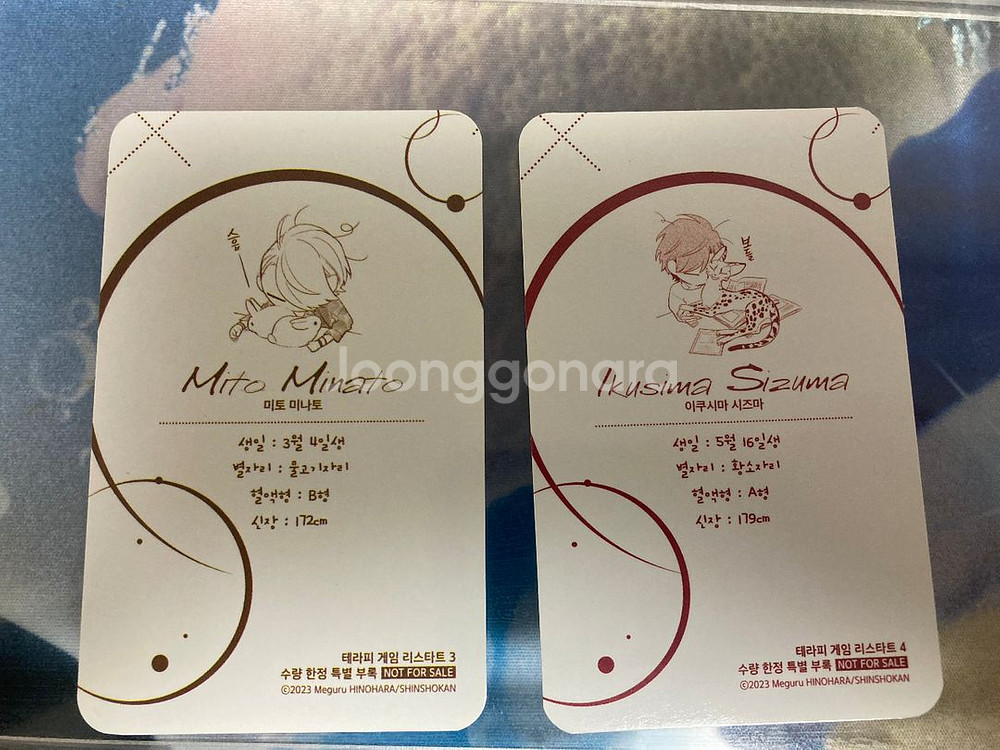 스읍
Mito Minato
미토 미나토
생일 : 3월 4일생
별자리 : 물고기자리
혈액형 : B형
신장 : 172cm
테라피 게임 리스타트 3
수량 한정 특별 부록 NOT FOR SALE
©2023 Meguru HINOHARA/SHINSHOKAN
Ikusima Sizuma
이쿠시마 시즈마
생일 : 5월 16일생
별자리 : 황소자리
혈액형 : A형
신장 : 179cm
테라피 게임 리스타트 4
수량 한정 특별 부록 NOT FOR SALE
©2023 Meguru HINOHARA/SHINSHOKAN
joonggonara